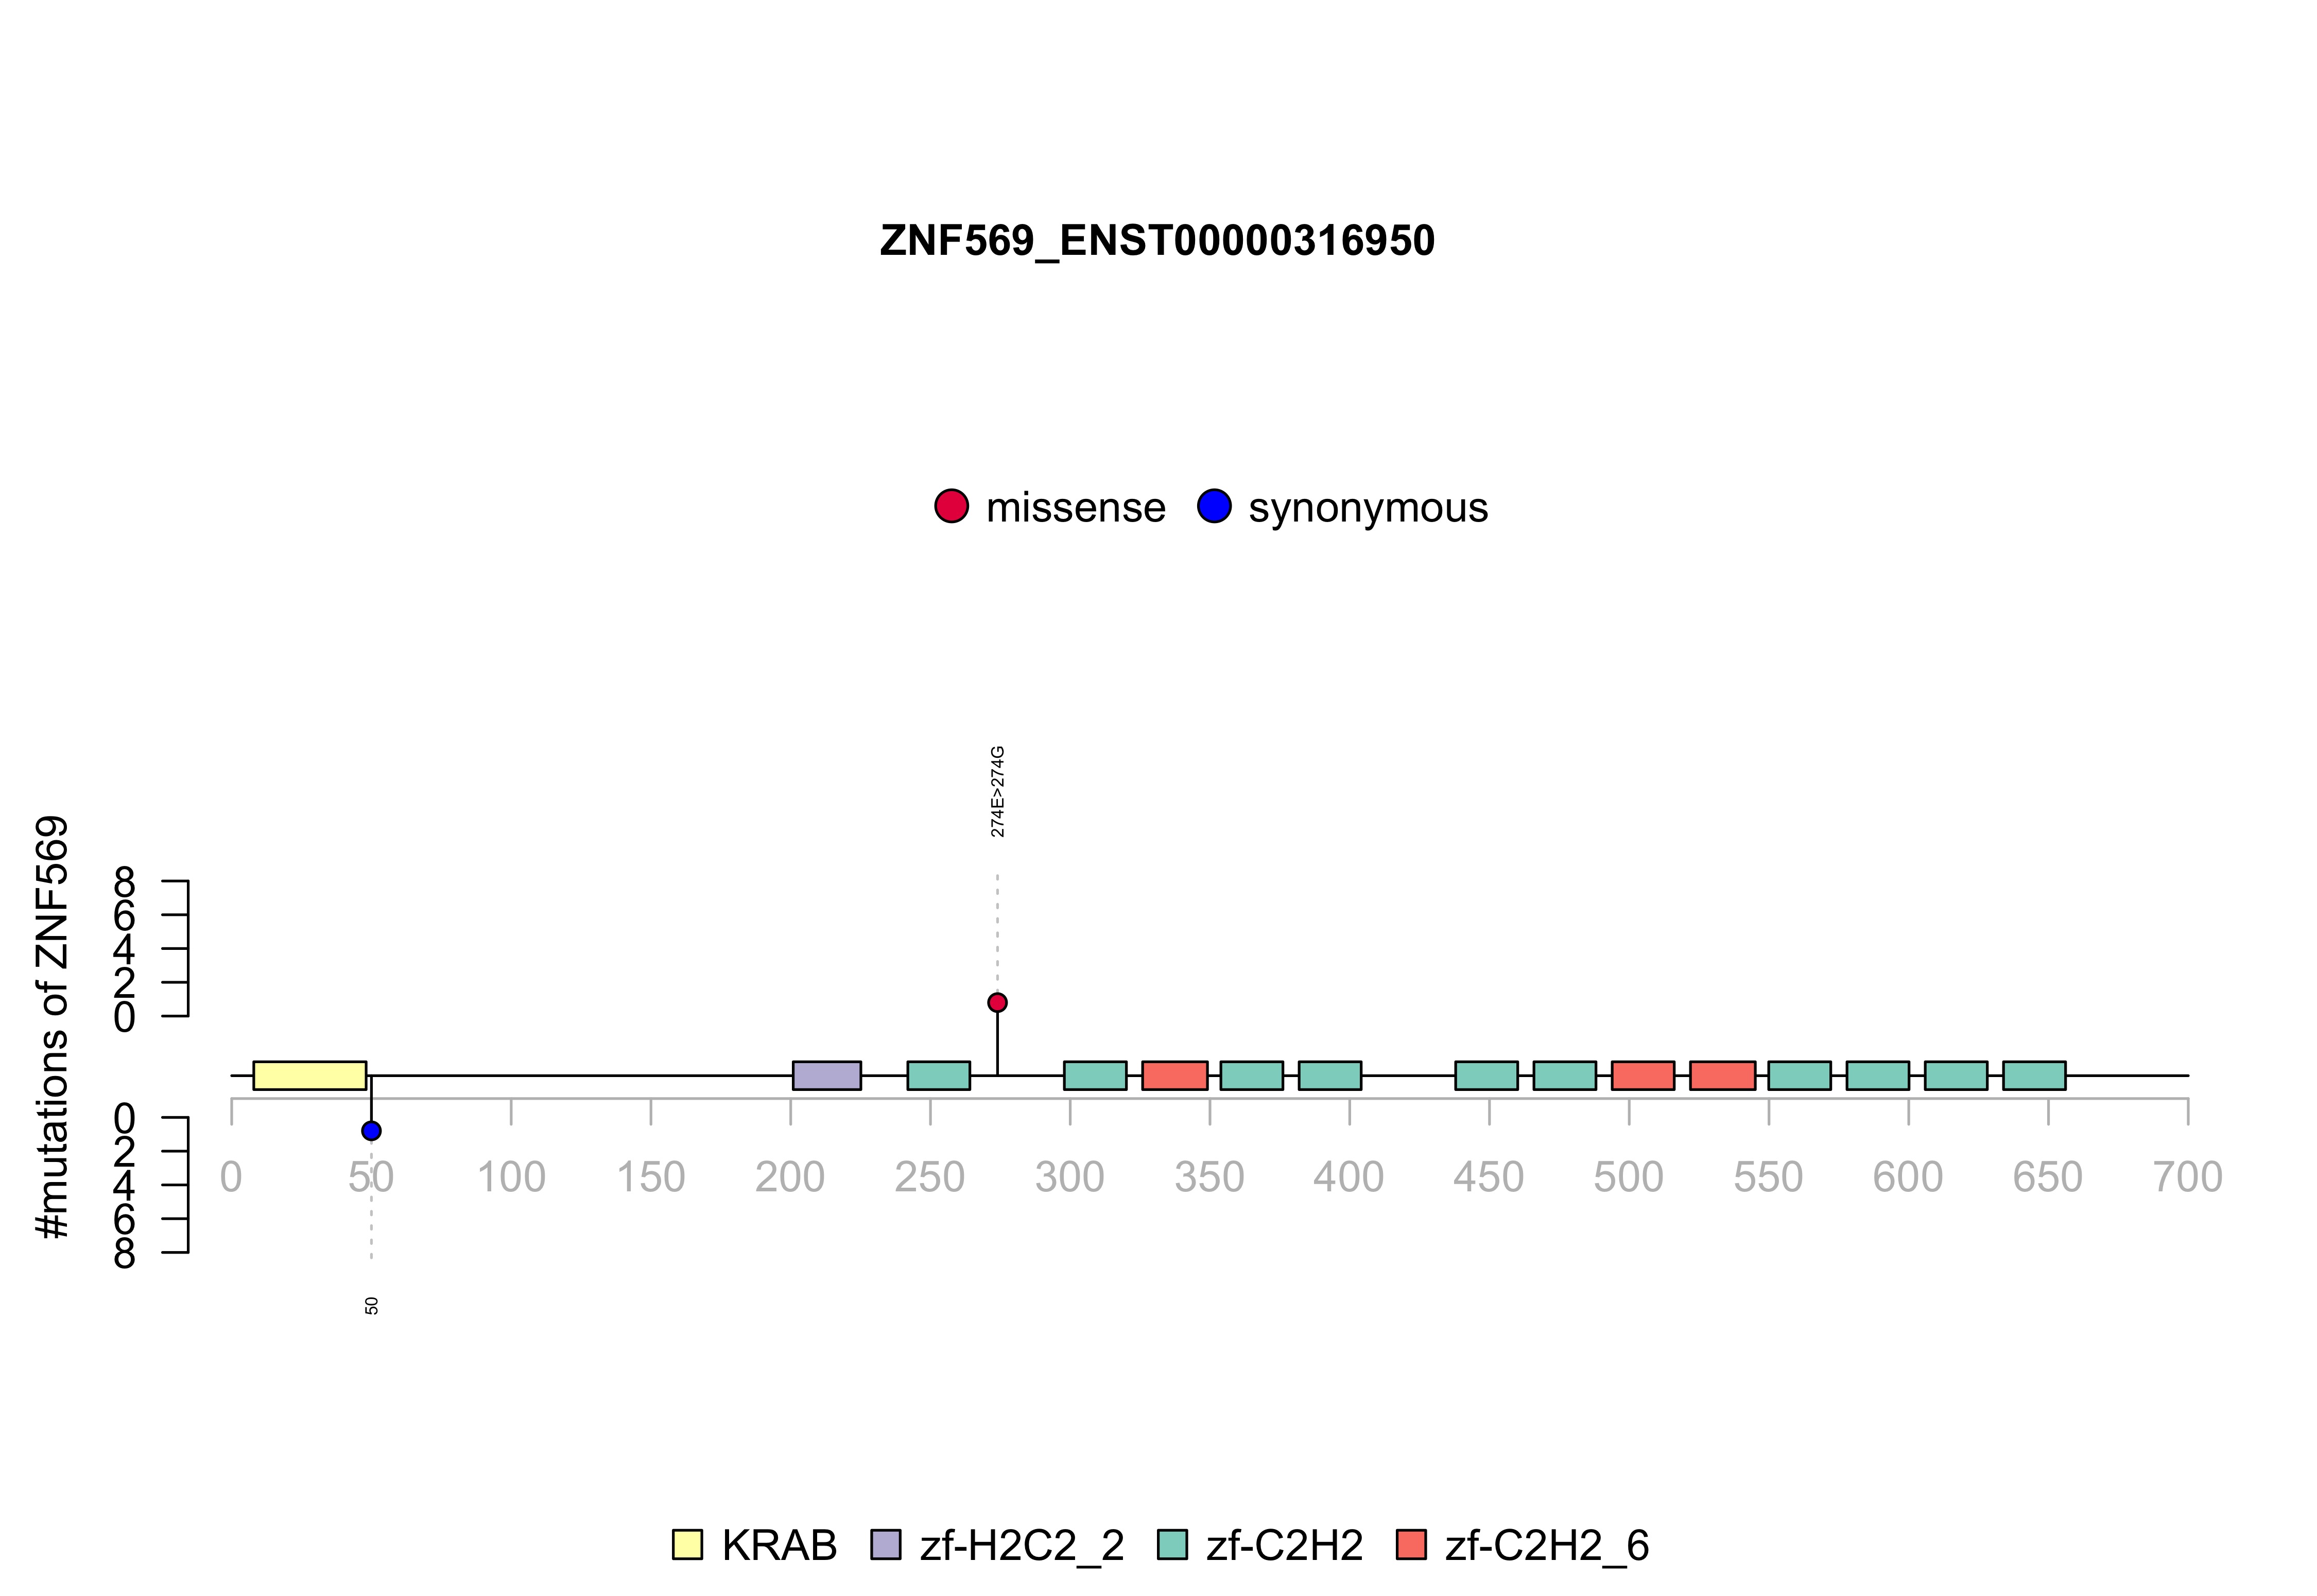 ZNF569_ENST00000316950
missense synonymous
274E>274G
#mutations of ZNF569
8
6
4
2
0
0
2
4
6
8
0 50 100 150 200 250 300 350 400 450 500 550 600 650 700
50
KRAB zf-H2C2_2 zf-C2H2 zf-C2H2_6